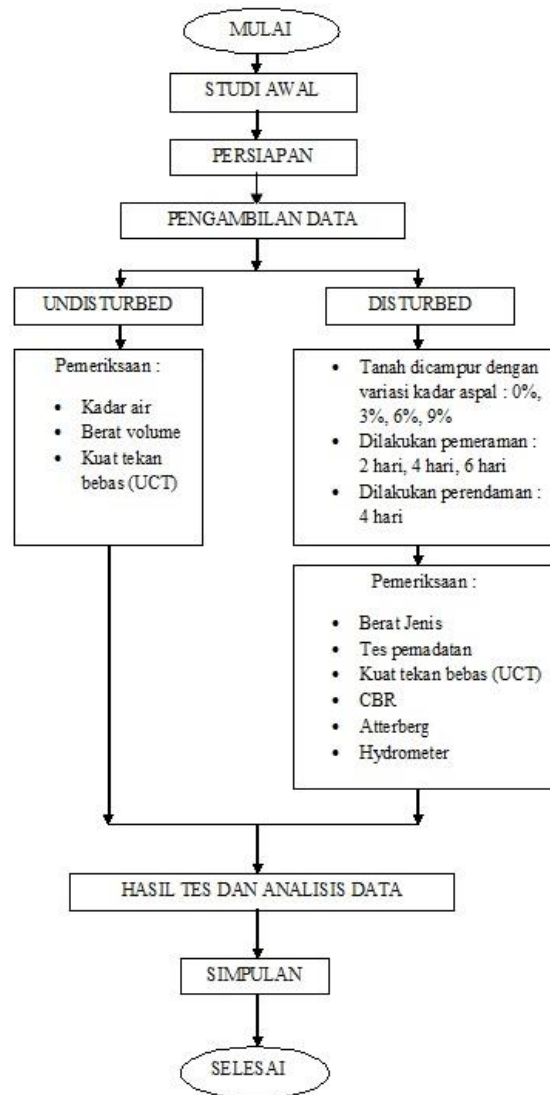 MULAI
STUDI AWAL
PERSIAPAN
PENGAMBILAN DATA
UNDISTURBED
Pemeriksaan :
• Kadar air
• Berat volume
• Kuat tekan
bebas (UCT)
DISTURBED
• Tanah dicampur dengan
variasi kadar aspal : 0%,
3%, 6%, 9%
• Dilakukan pemeraman :
2 hari, 4 hari, 6 hari
• Dilakukan perendaman :
4 hari
Pemeriksaan :
• Berat Jenis
• Tes pemadatan
• Kuat tekan bebas (UCT)
• CBR
• Atterberg
• Hydrometer
HASIL TES DAN ANALISIS DATA
SIMPULAN
SELESAI